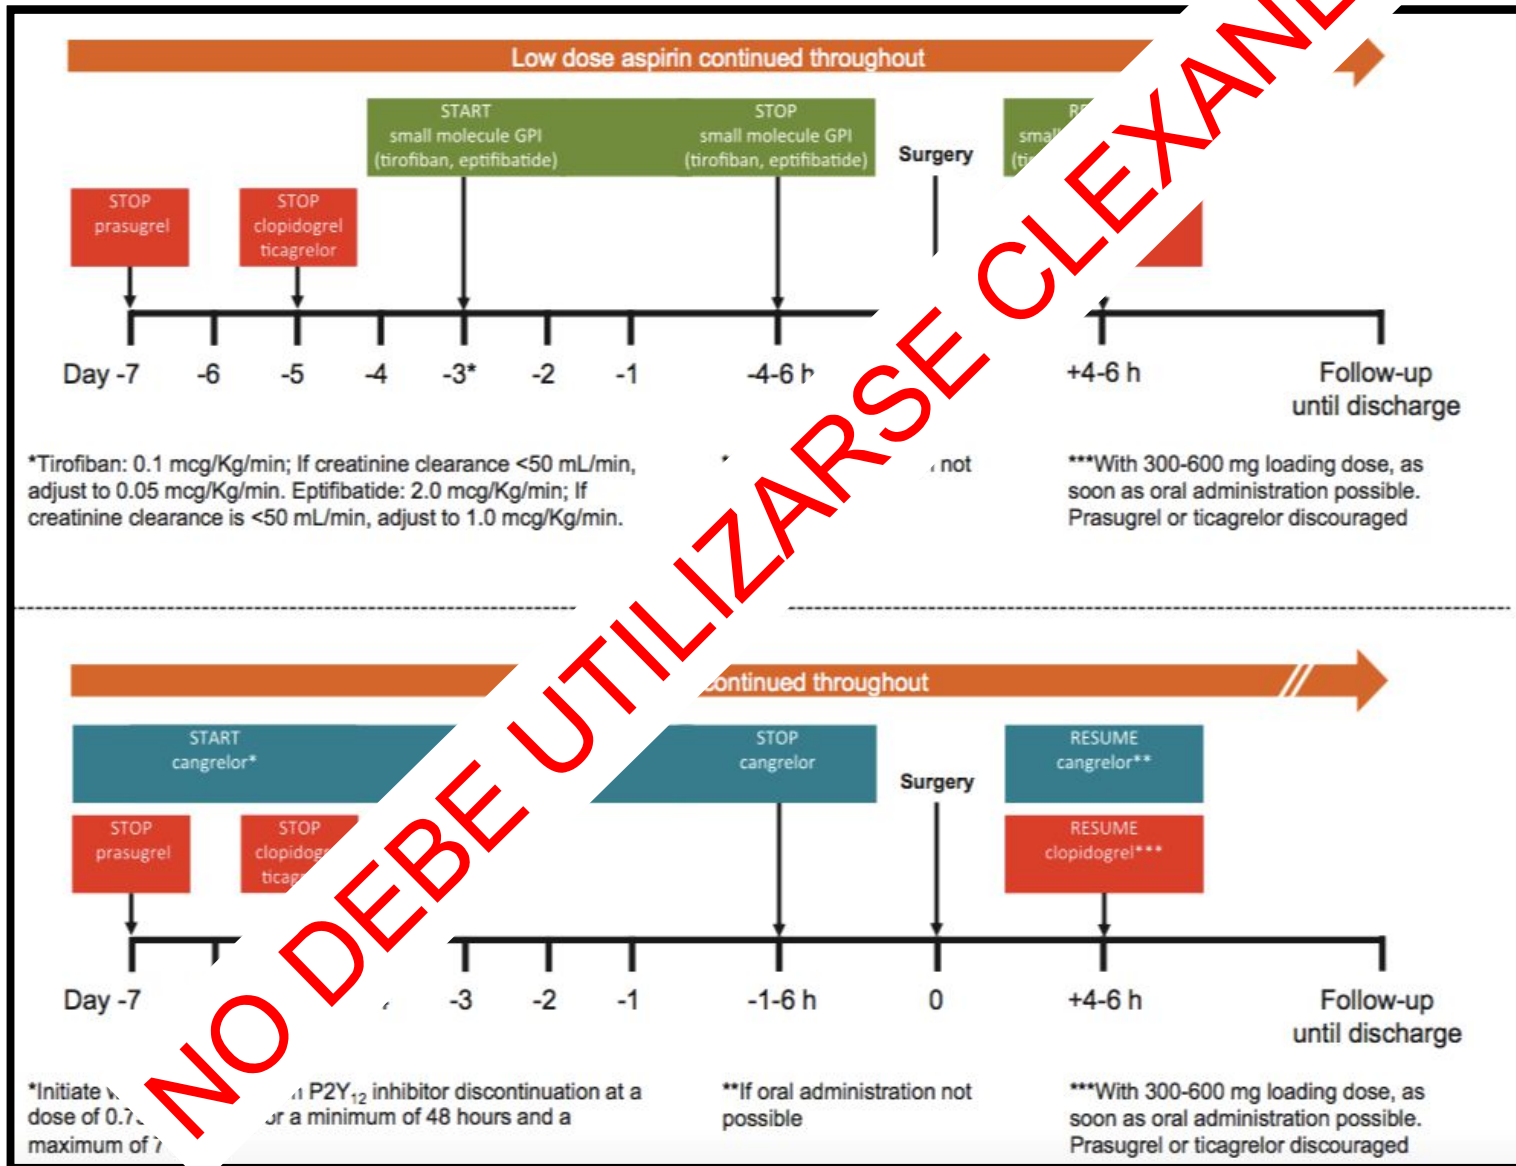 Low dose aspirin continued throughout
START
small molecule GPI
(tirofiban, eptifibatide)
STOP
small molecule GPI
(tirofiban, eptifibatide)
Surgery
STOP
prasugrel
STOP
clopidogrel
ticagrelor
Day -7 -6 -5 -4 -3* -2 -1 -4-6 h +4-6 h Follow-up
until discharge
*Tirofiban: 0.1 mcg/Kg/min; If creatinine clearance <50 mL/min,
adjust to 0.05 mcg/Kg/min. Eptifibatide: 2.0 mcg/Kg/min; If
creatinine clearance is <50 mL/min, adjust to 1.0 mcg/Kg/min.
not
***With 300-600 mg loading dose, as
soon as oral administration possible.
Prasugrel or ticagrelor discouraged
NO DEBE UTILIZARSE
continued throughout
START
cangrelor*
STOP
cangrelor
Surgery
RESUME
cangrelor**
STOP
prasugrel
STOP
RESUME
clopidogrel***
Day -7 -3 -2 -1 -1-6 h 0 +4-6 h Follow-up
until discharge
*Initiate P2Y12 inhibitor discontinuation at a
dose of a minimum of 48 hours and a
maximum of
**If oral administration not
possible
***With 300-600 mg loading dose, as
soon as oral administration possible.
Prasugrel or ticagrelor discouraged